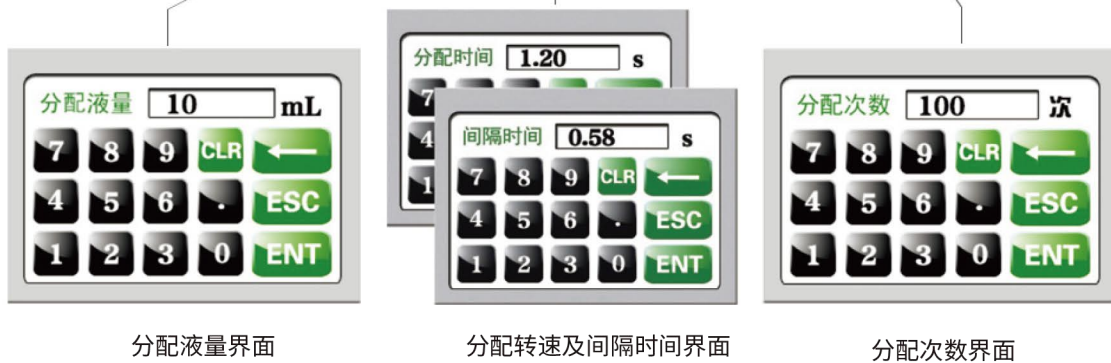 分配液量 10 mL
7 8 9 CLR ←
4 5 6 . ESC
1 2 3 0 ENT
分配液量界面
分配时间 1.20 s
7
4
1
间隔时间 0.58 s
7 8 9 CLR ←
4 5 6 . ESC
1 2 3 0 ENT
分配转速及间隔时间界面
分配次数 100 次
7 8 9 CLR ←
4 5 6 . ESC
1 2 3 0 ENT
分配次数界面